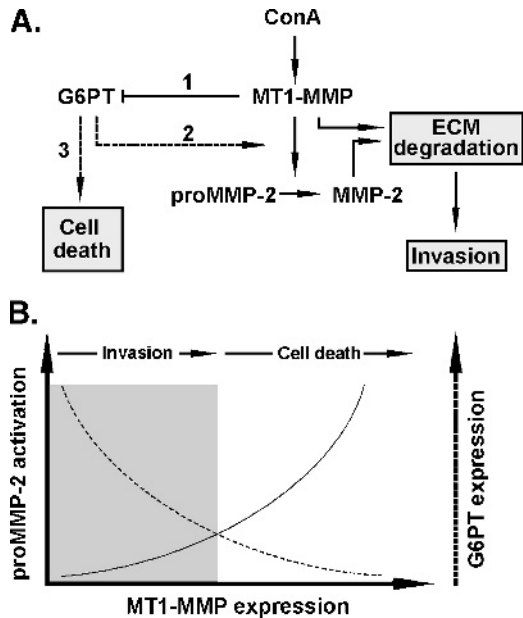 A.
ConA
1
G6PT
MT1-MMP
2
3
ECM
degradation
proMMP-2
MMP-2
Cell
death
Invasion
B.
Invasion
Cell death
proMMP-2 activation
G6PT expression
MT1-MMP expression